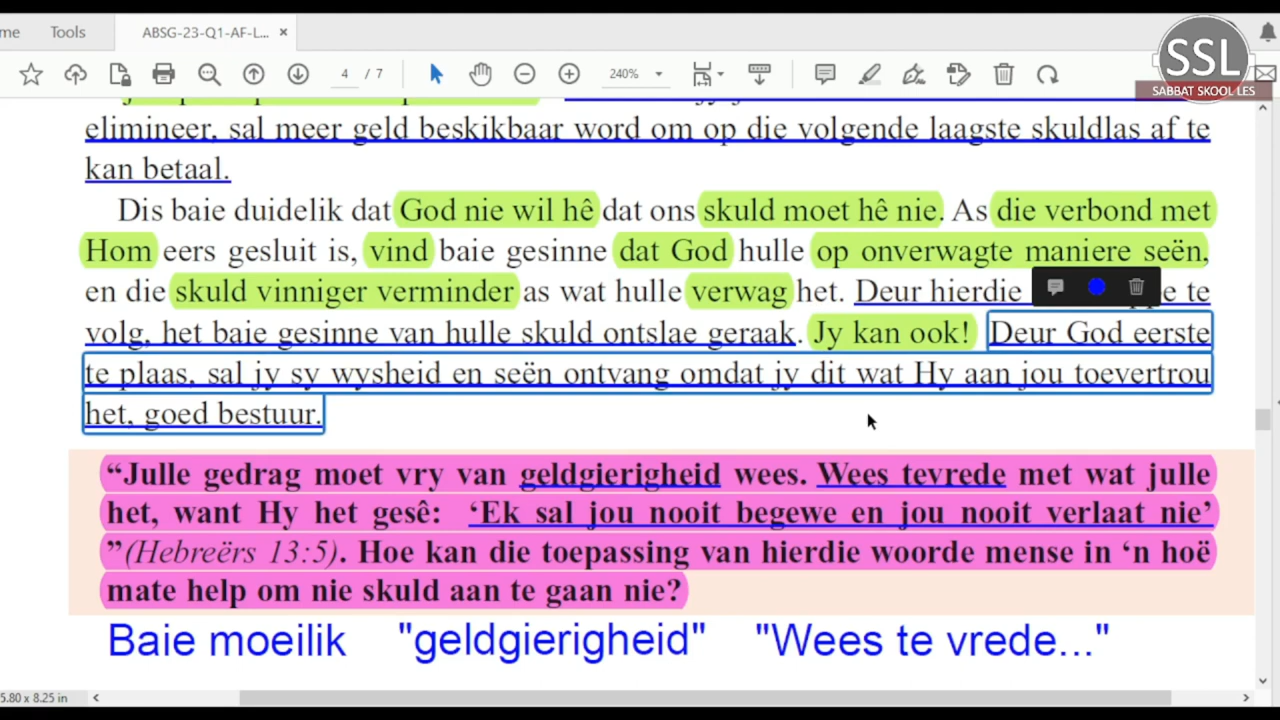 me Tools ABSG-23-Q1-AF-L... ×
4 / 7 240%
SSL
SABBAT SKOOL LES
elimineer, sal meer geld beskikbaar word om op die volgende laagste skuldlas af te
kan betaal.
Dis baie duidelik dat God nie wil hê dat ons skuld moet hê nie. As die verbond met
Hom eers gesluit is, vind baie gesinne dat God hulle op onverwagte maniere seën,
en die skuld vinniger verminder as wat hulle verwag het. Deur hierdie te
volg, het baie gesinne van hulle skuld ontslae geraak. Jy kan ook! Deur God eerste
te plaas, sal jy sy wysheid en seën ontvang omdat jy dit wat Hy aan jou toevertrou
het, goed bestuur.
“Julle gedrag moet vry van geldgierigheid wees. Wees tevrede met wat julle
het, want Hy het gesê: ‘Ek sal jou nooit begewe en jou nooit verlaat nie’
”(Hebreërs 13:5). Hoe kan die toepassing van hierdie woorde mense in ‘n hoë
mate help om nie skuld aan te gaan nie?
Baie moeilik "geldgierigheid" "Wees te vrede..."
5.80 x 8.25 in